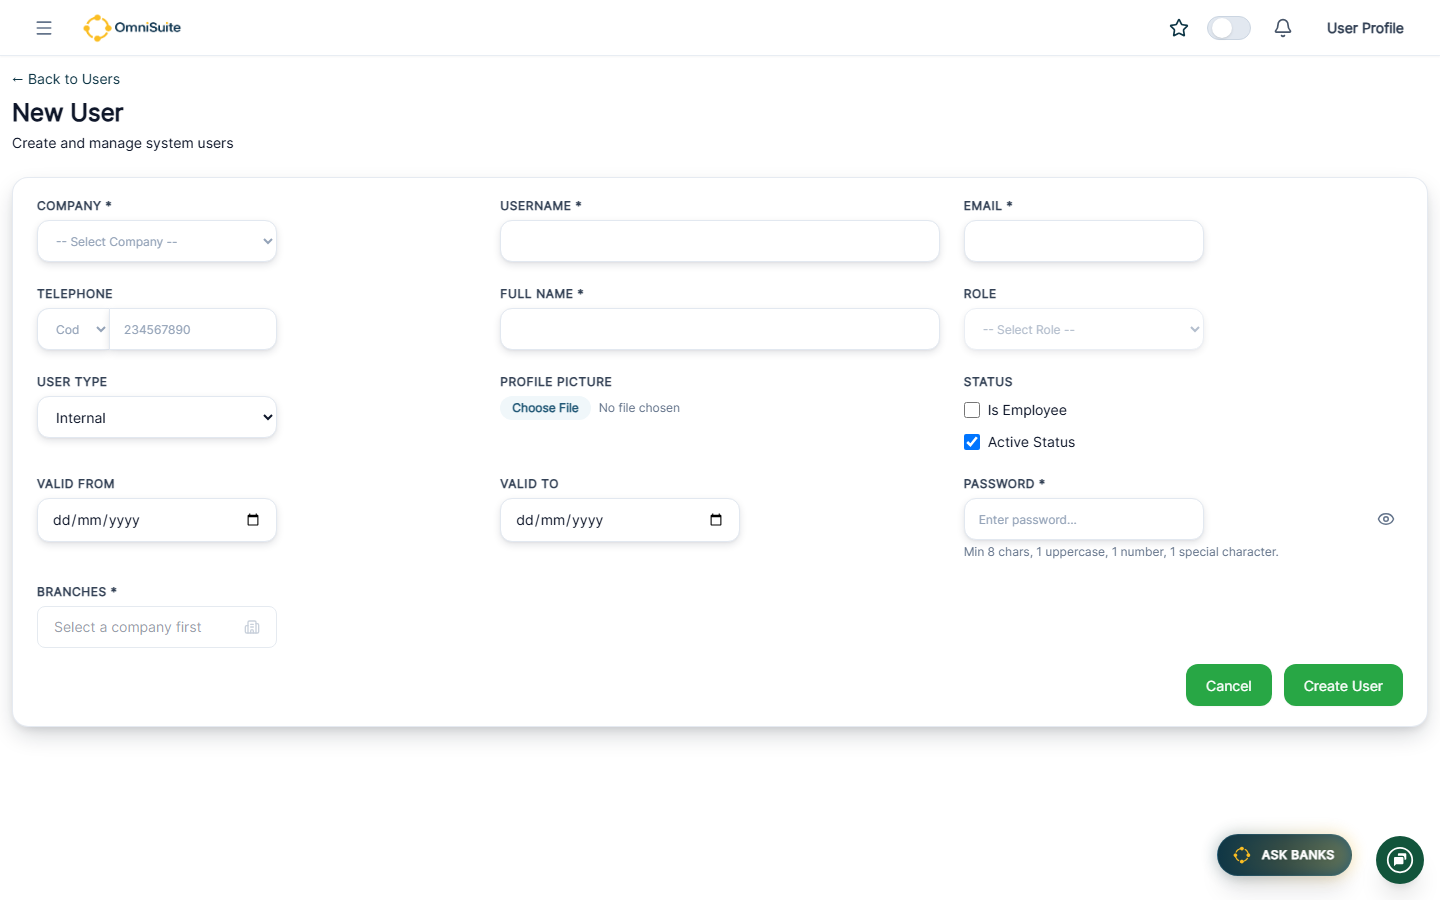 OmniSuite
User Profile
← Back to Users
New User
Create and manage system users
COMPANY *
-- Select Company --
USERNAME *
EMAIL *
TELEPHONE
Cod
234567890
FULL NAME *
ROLE
-- Select Role --
USER TYPE
Internal
PROFILE PICTURE
Choose File
No file chosen
STATUS
Is Employee
Active Status
VALID FROM
dd/mm/yyyy
VALID TO
dd/mm/yyyy
PASSWORD *
Enter password...
Min 8 chars, 1 uppercase, 1 number, 1 special character.
BRANCHES *
Select a company first
Cancel
Create User
ASK BANKS